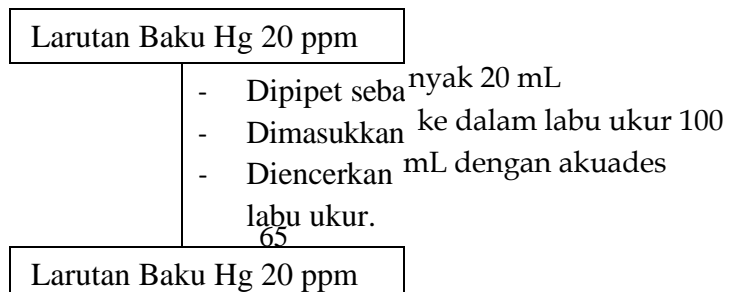 Larutan Baku Hg 20 ppm
- Dipipet sebanyak 20 mL
- Dimasukkan ke dalam labu ukur 100
- Diencerkan mL dengan akuades
labu ukur.
65
Larutan Baku Hg 20 ppm